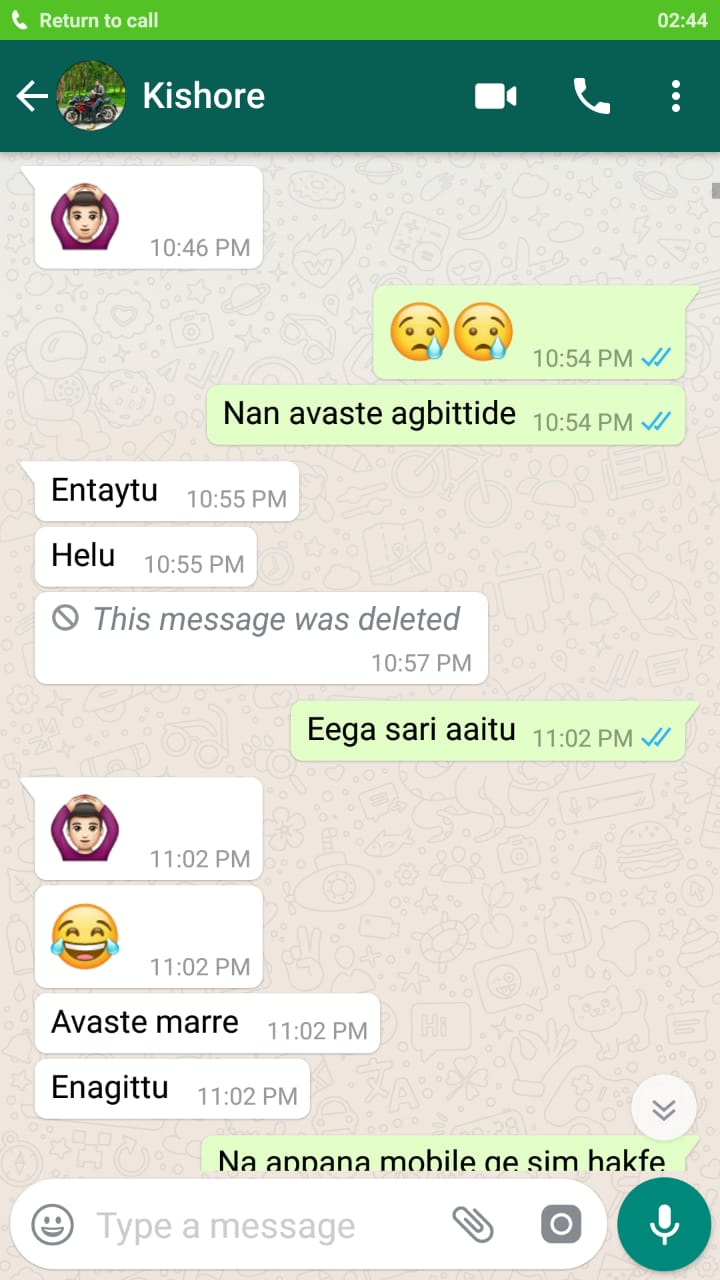 Return to call 02:44
Kishore
10:46 PM
10:54 PM
Nan avaste agbittide 10:54 PM
Entaytu 10:55 PM
Helu 10:55 PM
This message was deleted
10:57 PM
Eega sari aaitu 11:02 PM
11:02 PM
11:02 PM
Avaste marre 11:02 PM
Enagittu 11:02 PM
Na appana mobile ge sim hakfe
Type a message